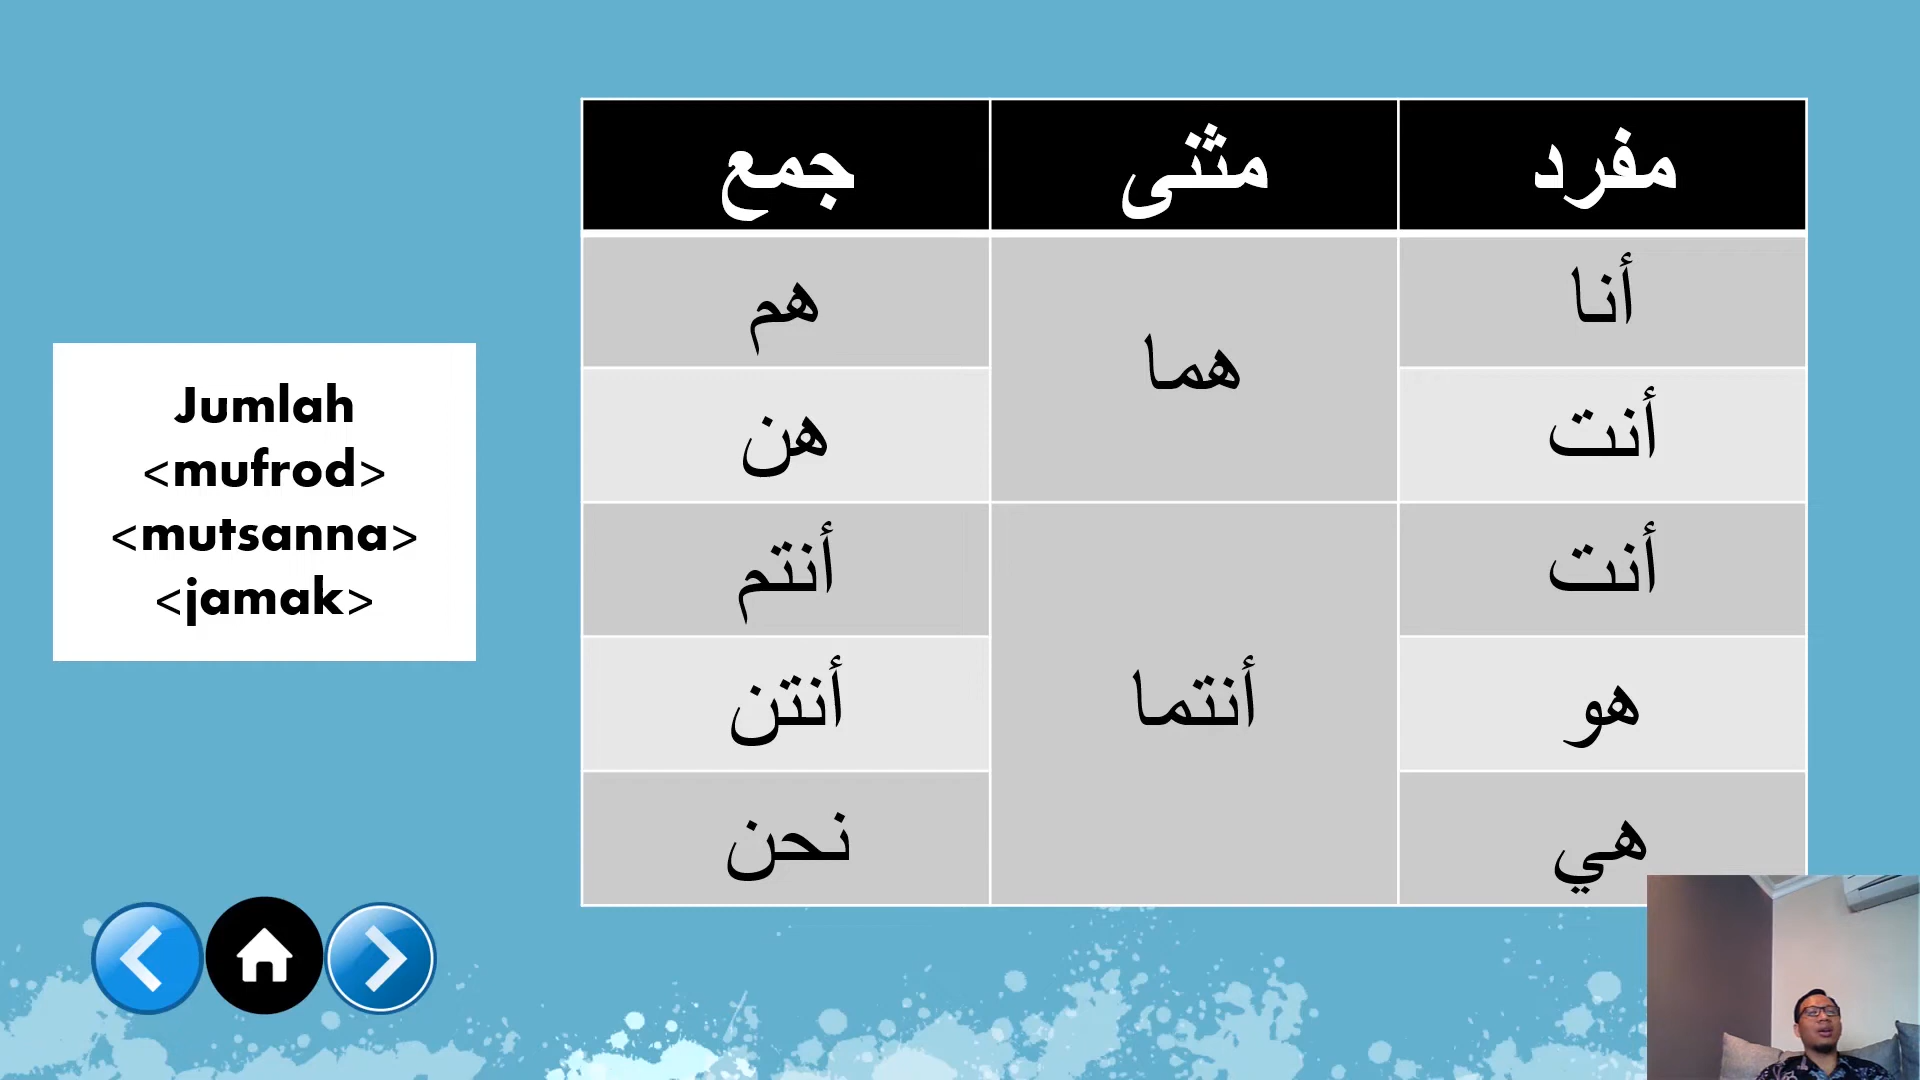 Jumlah
<mufrod>
<mutsanna>
<jamak>
مفرد مثنى جمع
أنا هما هم
أنت هن
أنت أنتما أنتم
هو أنتن
هي نحن